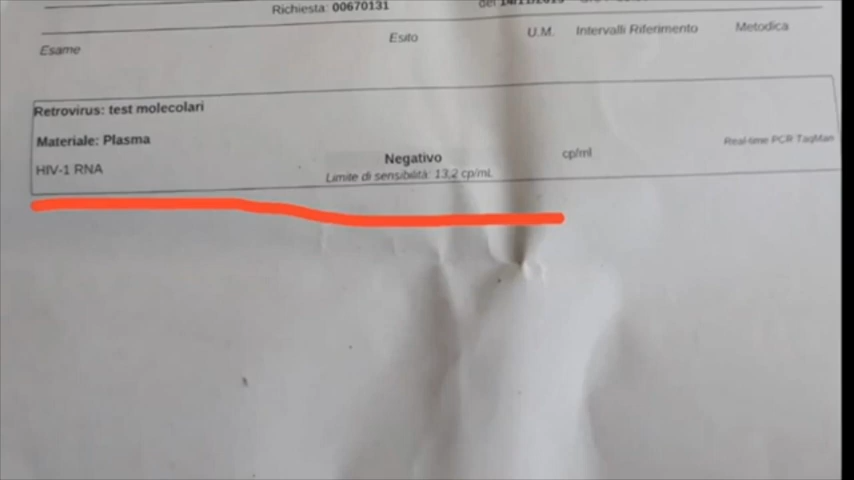 Richiesta: 00670131 del
Esame Esito U.M. Intervalli Riferimento Metodica
Retrovirus: test molecolari
Materiale: Plasma
HIV-1 RNA Negativo cp/ml Real-time PCR TaqMan
Limite di sensibilità: 13,2 cp/mL